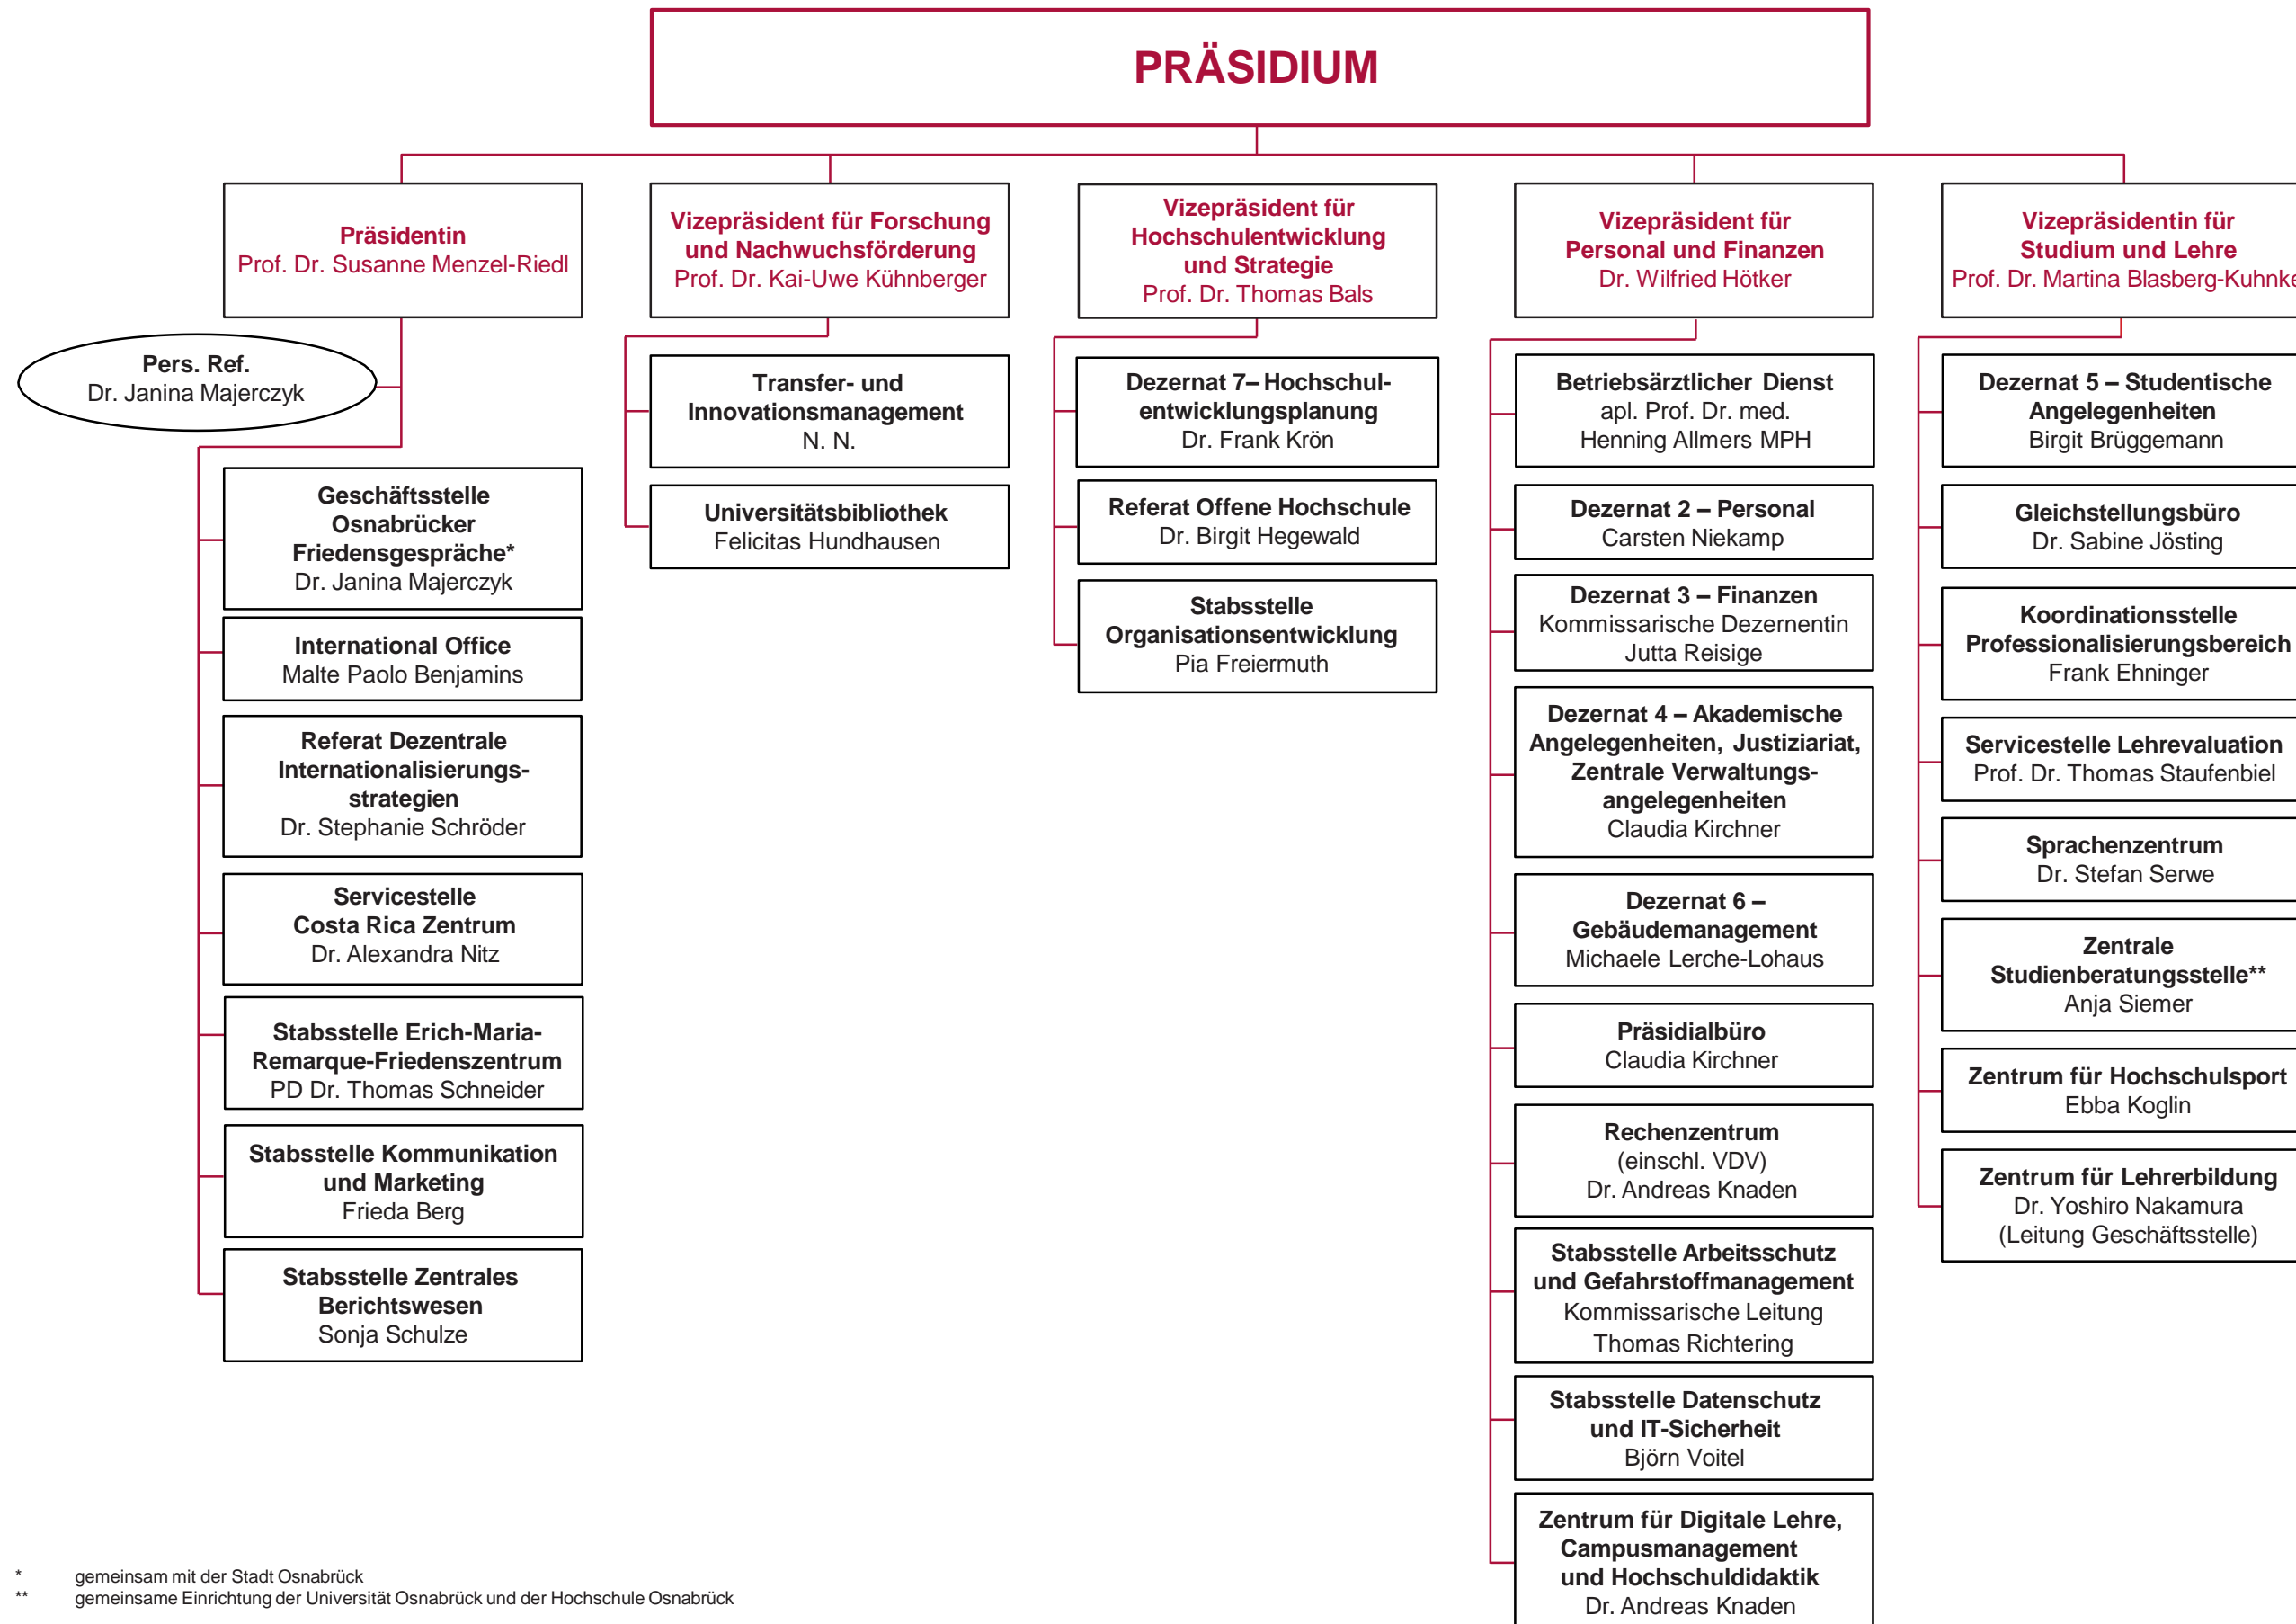 PRÄSIDIUM
Präsidentin
Prof. Dr. Susanne Menzel-Riedl
Pers. Ref.
Dr. Janina Majerczyk
Geschäftsstelle
Osnabrücker
Friedensgespräche*
Dr. Janina Majerczyk
International Office
Malte Paolo Benjamins
Referat Dezentrale
Internationalisierungs-
strategien
Dr. Stephanie Schröder
Servicestelle
Costa Rica Zentrum
Dr. Alexandra Nitz
Stabsstelle Erich-Maria-
Remarque-Friedenszentrum
PD Dr. Thomas Schneider
Stabsstelle Kommunikation
und Marketing
Frieda Berg
Stabsstelle Zentrales
Berichtswesen
Sonja Schulze
Vizepräsident für Forschung
und Nachwuchsförderung
Prof. Dr. Kai-Uwe Kühnberger
Transfer- und
Innovationsmanagement
N. N.
Universitätsbibliothek
Felicitas Hundhausen
Vizepräsident für
Hochschulentwicklung
und Strategie
Prof. Dr. Thomas Bals
Dezernat 7– Hochschul-
entwicklungsplanung
Dr. Frank Krön
Referat Offene Hochschule
Dr. Birgit Hegewald
Stabsstelle
Organisationsentwicklung
Pia Freiermuth
Vizepräsident für
Personal und Finanzen
Dr. Wilfried Hötker
Betriebsärztlicher Dienst
apl. Prof. Dr. med.
Henning Allmers MPH
Dezernat 2 – Personal
Carsten Niekamp
Dezernat 3 – Finanzen
Kommissarische Dezernentin
Jutta Reisige
Dezernat 4 – Akademische
Angelegenheiten, Justiziariat,
Zentrale Verwaltungs-
angelegenheiten
Claudia Kirchner
Dezernat 6 –
Gebäudemanagement
Michaele Lerche-Lohaus
Präsidialbüro
Claudia Kirchner
Rechenzentrum
(einschl. VDV)
Dr. Andreas Knaden
Stabsstelle Arbeitsschutz
und Gefahrstoffmanagement
Kommissarische Leitung
Thomas Richtering
Stabsstelle Datenschutz
und IT-Sicherheit
Björn Voitel
Zentrum für Digitale Lehre,
Campusmanagement
und Hochschuldidaktik
Dr. Andreas Knaden
Vizepräsidentin für
Studium und Lehre
Prof. Dr. Martina Blasberg-Kuhnke
Dezernat 5 – Studentische
Angelegenheiten
Birgit Brüggemann
Gleichstellungsbüro
Dr. Sabine Jösting
Koordinationsstelle
Professionalisierungsbereich
Frank Ehninger
Servicestelle Lehrevaluation
Prof. Dr. Thomas Staufenbiel
Sprachenzentrum
Dr. Stefan Serwe
Zentrale
Studienberatungsstelle**
Anja Siemer
Zentrum für Hochschulsport
Ebba Koglin
Zentrum für Lehrerbildung
Dr. Yoshiro Nakamura
(Leitung Geschäftsstelle)
* gemeinsam mit der Stadt Osnabrück
** gemeinsame Einrichtung der Universität Osnabrück und der Hochschule Osnabrück